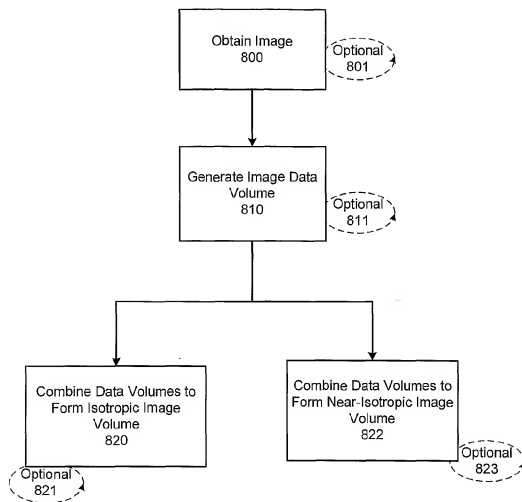 Obtain Image
800
Optional
801
Generate Image Data
Volume
810
Optional
811
Combine Data Volumes to
Form Isotropic Image
Volume
820
Optional
821
Combine Data Volumes to
Form Near-Isotropic Image
Volume
822
Optional
823